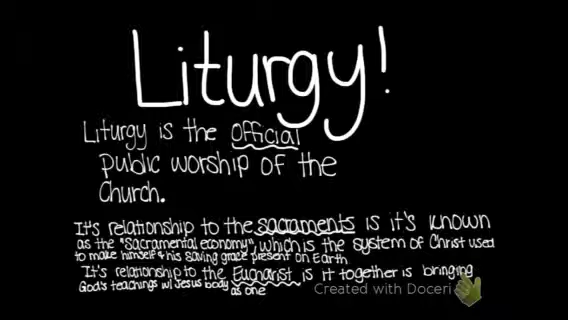 Liturgy!
Liturgy is the official
public worship of the
Church.
It's relationship to the sacraments is it's known
as the "Sacramental economy", which is the system of Christ used
to make himself & his saving grace present on Earth
It's relationship to the Eucharist is it together is bringing
God's teachings w/ Jesus body as one
Created with Doceri